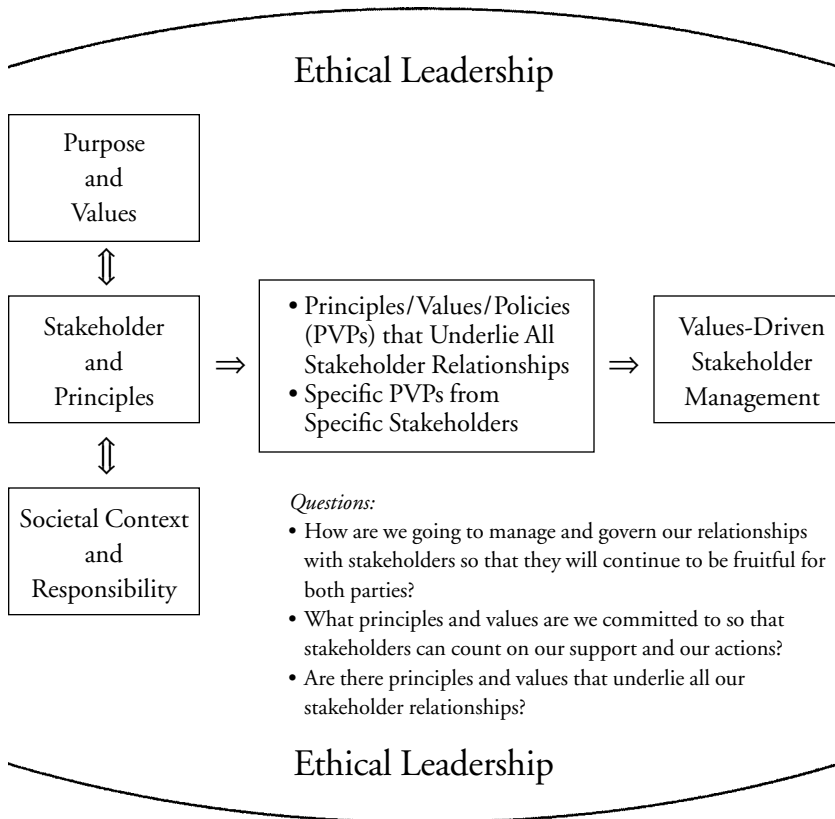 Ethical Leadership
Purpose
and
Values
⇕
Stakeholder
and
Principles
⇒
• Principles/Values/Policies
(PVPs) that Underlie All
Stakeholder Relationships
• Specific PVPs from
Specific Stakeholders
⇒
Values-Driven
Stakeholder
Management
⇕
Societal Context
and
Responsibility
Questions:
• How are we going to manage and govern our relationships
with stakeholders so that they will continue to be fruitful for
both parties?
• What principles and values are we committed to so that
stakeholders can count on our support and our actions?
• Are there principles and values that underlie all our
stakeholder relationships?
Ethical Leadership